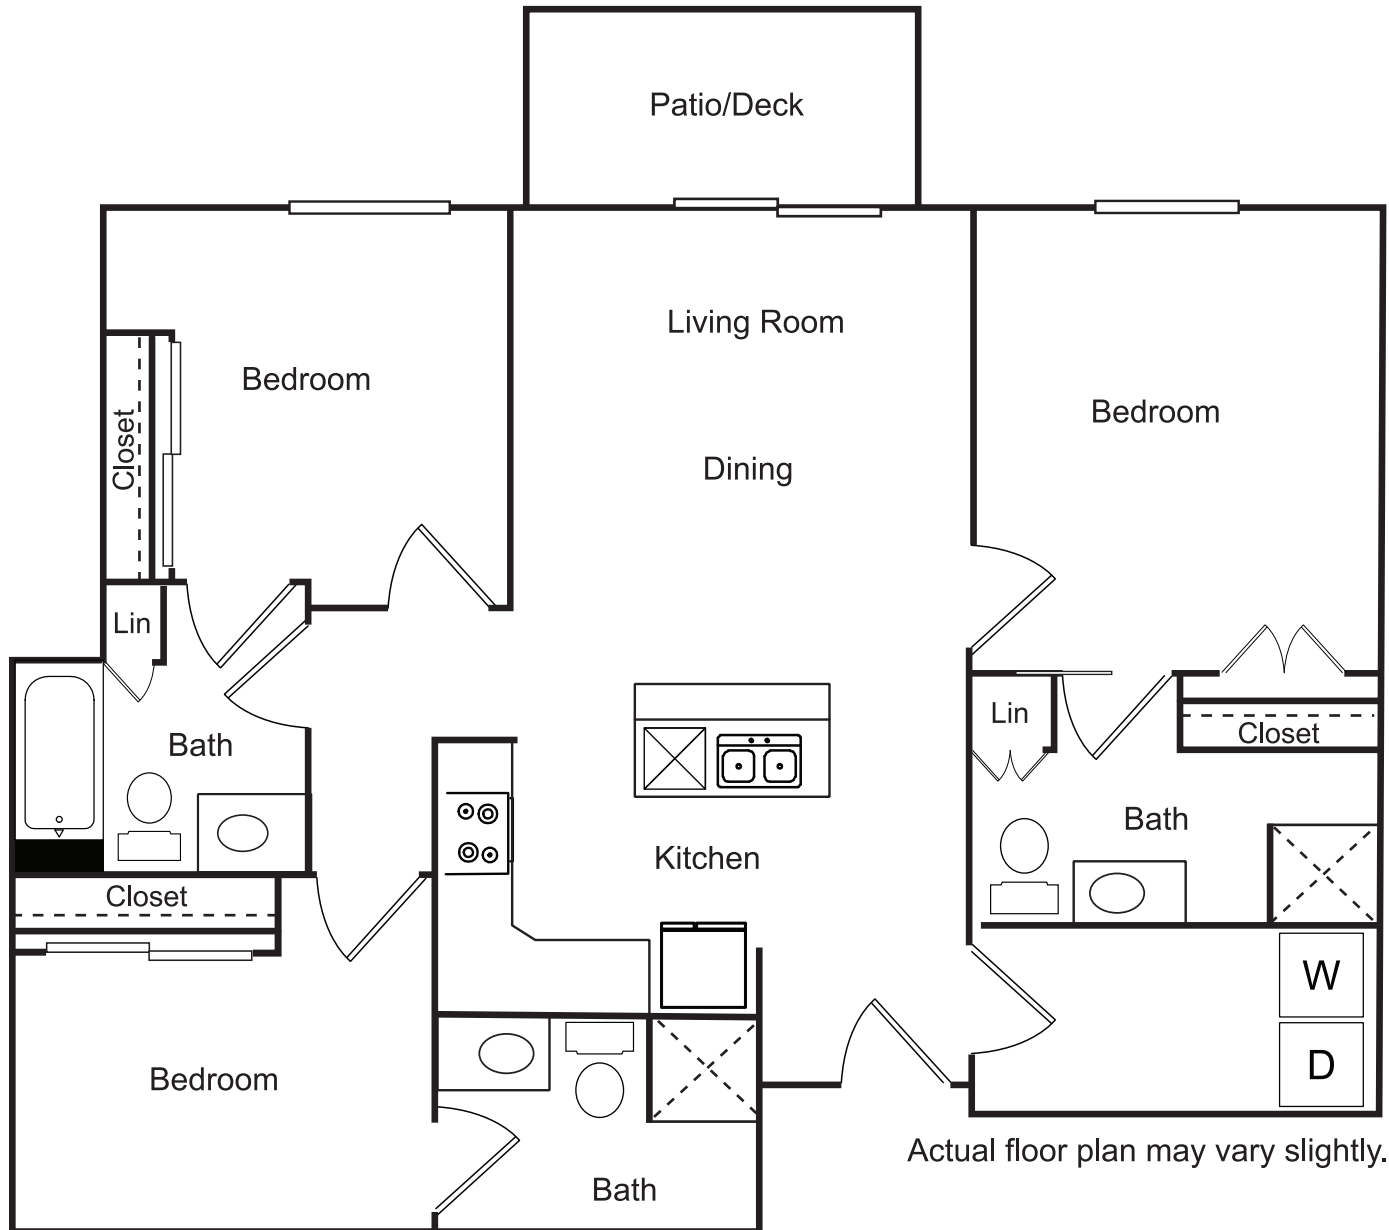 Patio/Deck
Living Room
Bedroom
Bedroom
Closet
Dining
Lin
Lin
Closet
Bath
Bath
Kitchen
Closet
W
D
Bedroom
Actual floor plan may vary slightly.
Bath